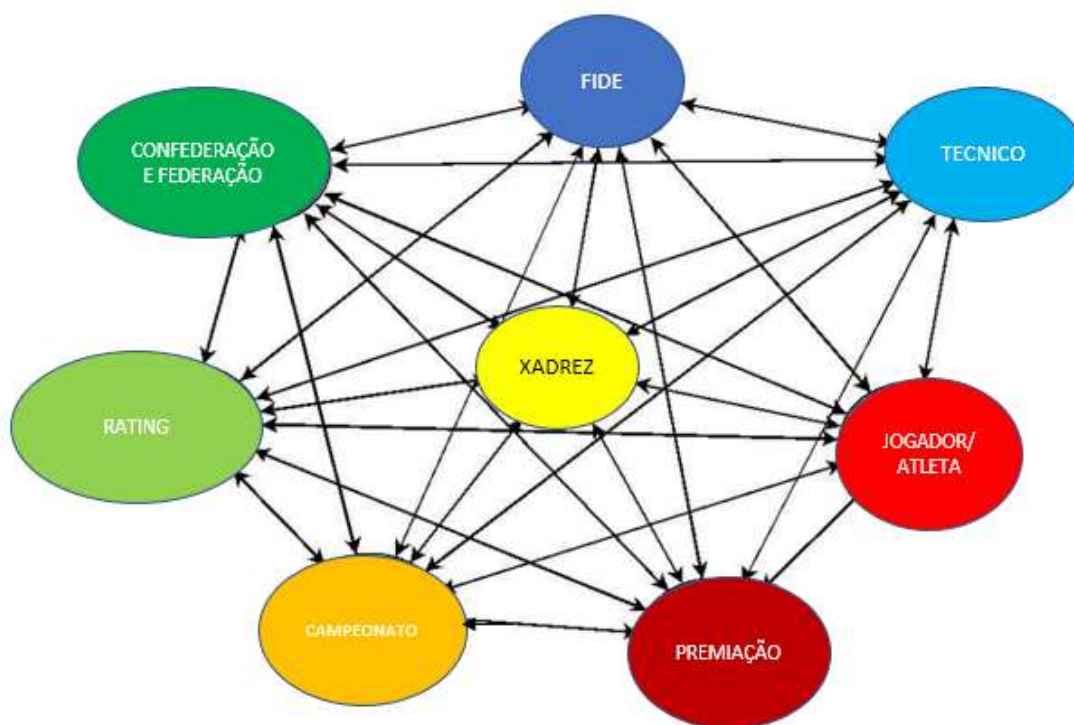 FIDE
CONFEDERAÇÃO
E FEDERAÇÃO
TECNICO
XADREZ
RATING
JOGADOR/
ATLETA
CAMPEONATO
PREMIAÇÃO